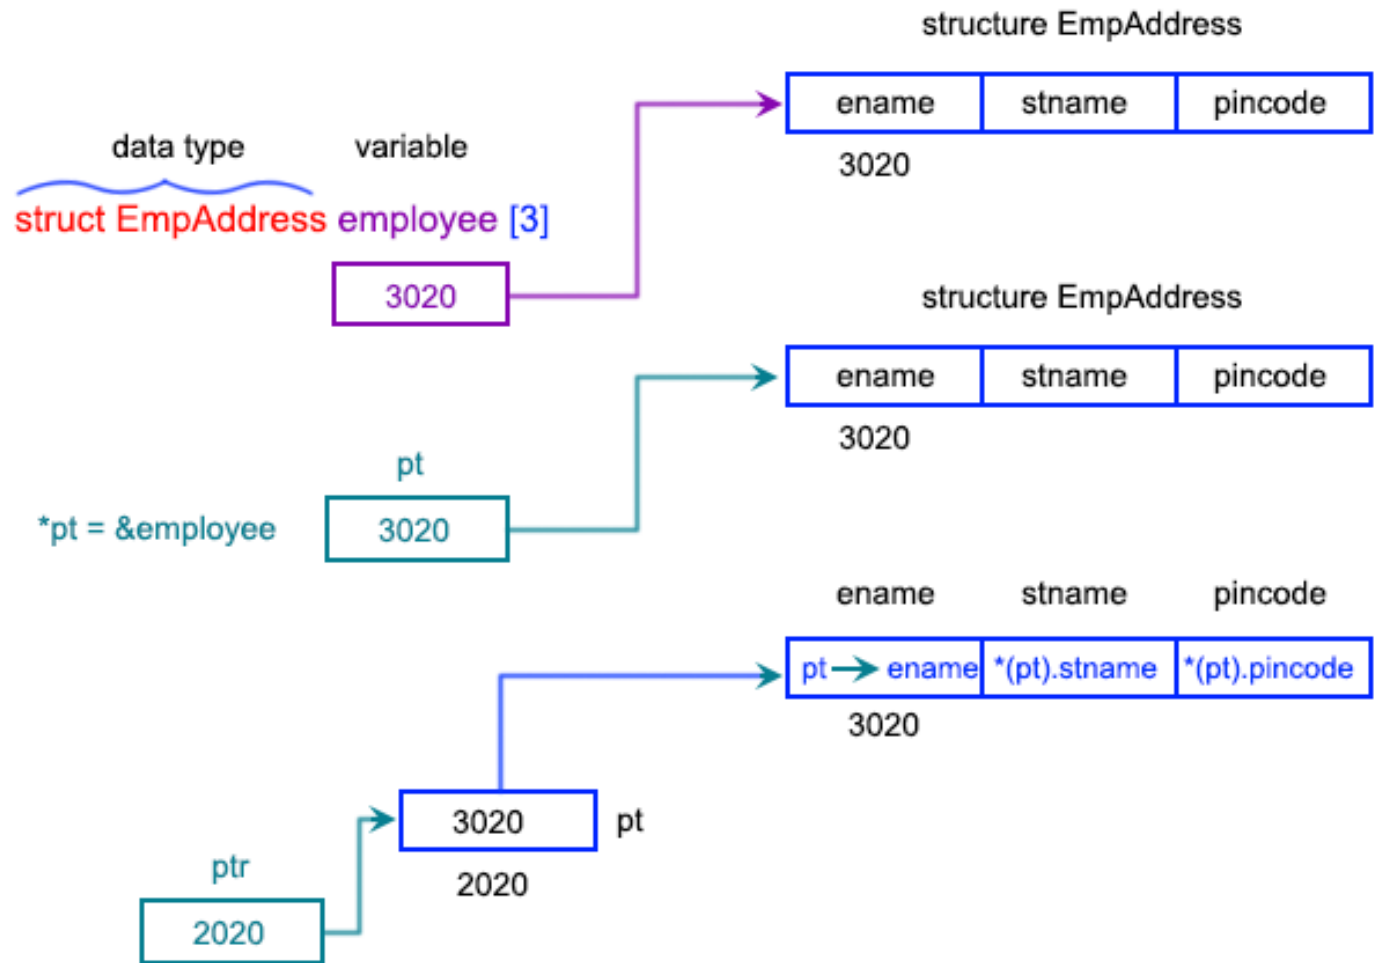 structure EmpAddress
ename stname pincode
3020
data type variable
struct EmpAddress employee [3]
3020
structure EmpAddress
ename stname pincode
3020
pt
*pt = &employee 3020
ename stname pincode
pt ename *(pt).stname *(pt).pincode
3020
3020 pt
2020
ptr
2020